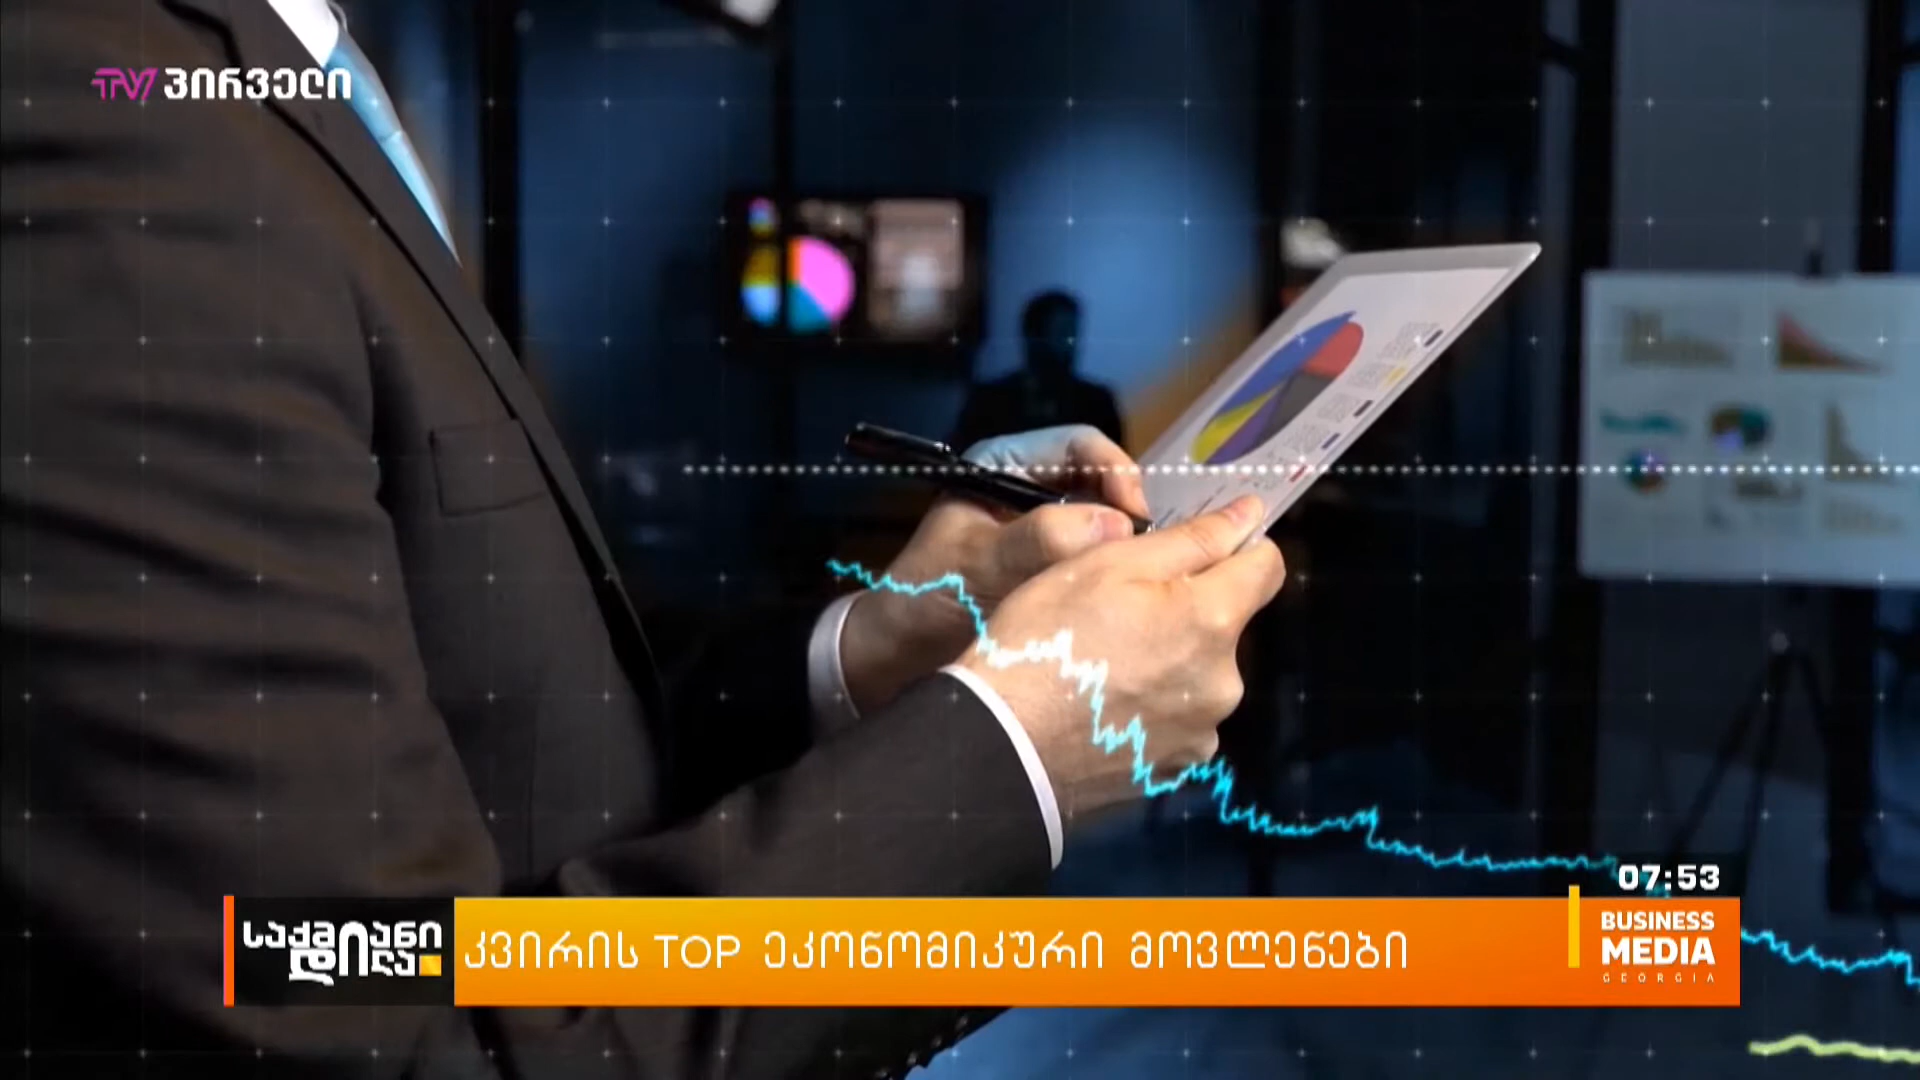 TV ᲞᲘᲠᲕᲔᲚᲘ
07:53
ᲡᲐᲥᲛᲘᲐᲜᲘ
ᲓᲘᲚᲐ
ᲙᲕᲘᲠᲘᲡ TOP ᲔᲙᲝᲜᲝᲛᲘᲙᲣᲠᲘ ᲛᲝᲕᲚᲔᲜᲔᲑᲘ
BUSINESS
MEDIA
GEORGIA